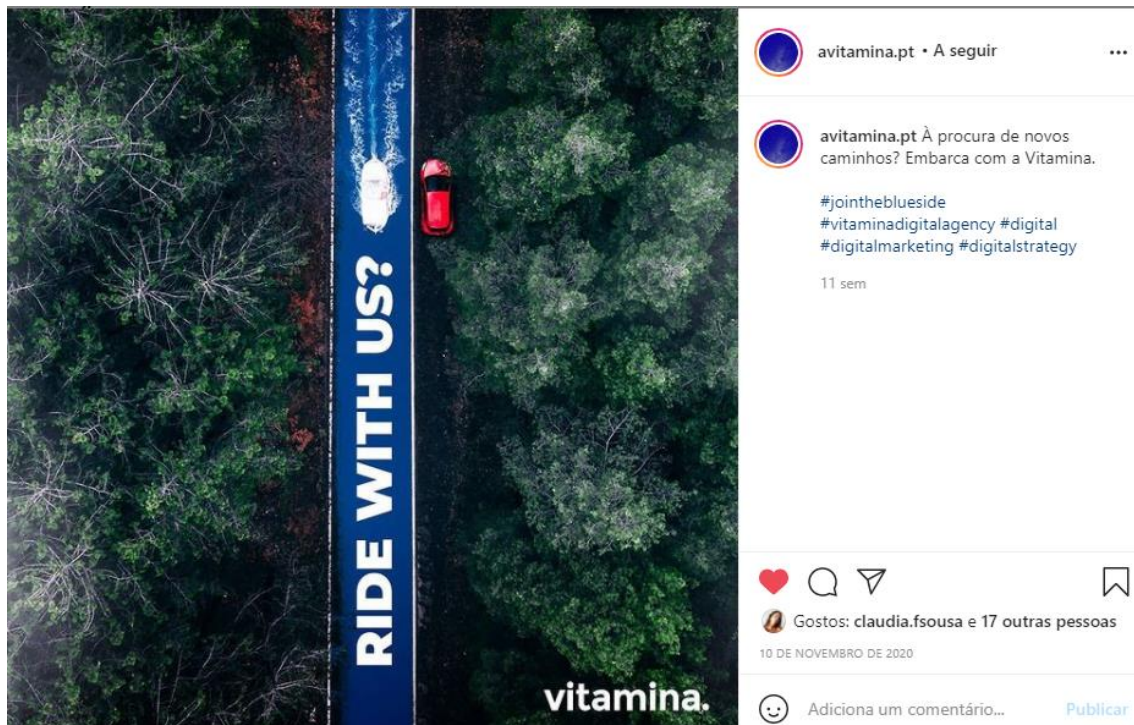 RIDE WITH US?
vitamina.
avitamina.pt • A seguir
avitamina.pt À procura de novos
caminhos? Embarca com a Vitamina.
#jointheblueside
#vitaminadigitalagency #digital
#digitalmarketing #digitalstrategy
11 sem
Gostos: claudia.fsousa e 17 outras pessoas
10 DE NOVEMBRO DE 2020
Adiciona um comentário... Publicar